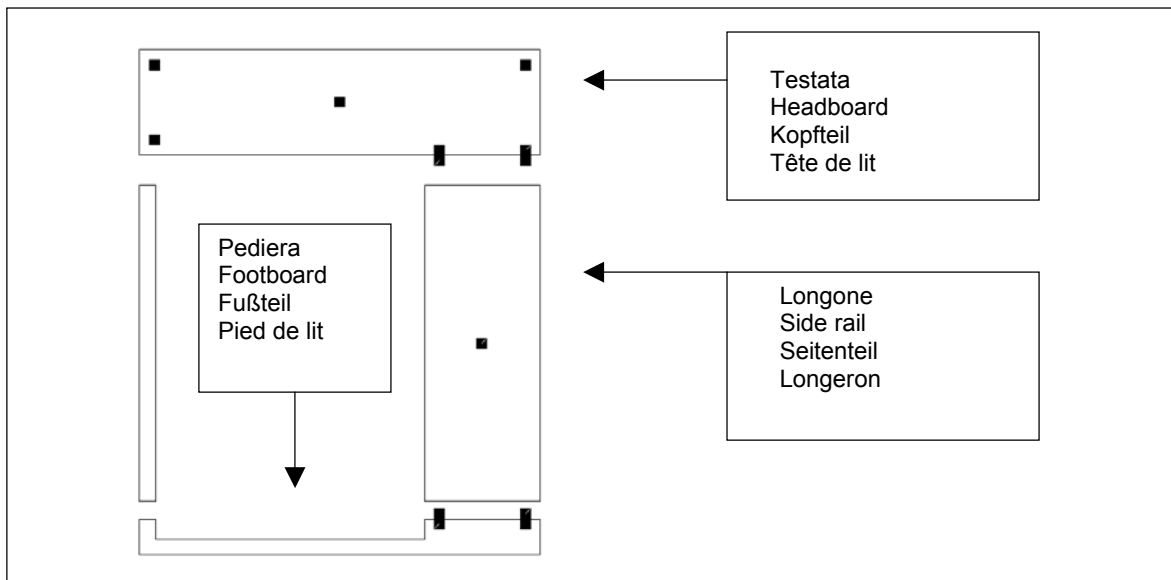 Testata
Headboard
Kopfteil
Tête de lit
Pediera
Footboard
Fußteil
Pied de lit
Longone
Side rail
Seitenteil
Longeron